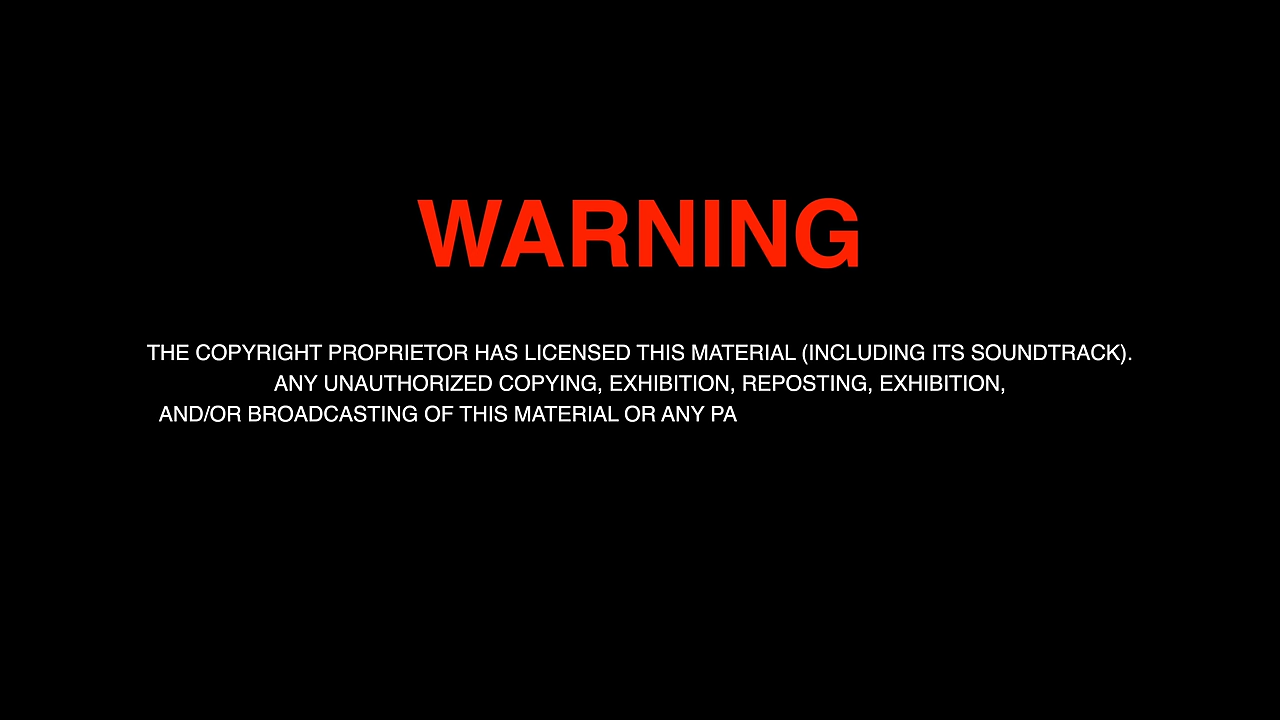 WARNING
THE COPYRIGHT PROPRIETOR HAS LICENSED THIS MATERIAL (INCLUDING ITS SOUNDTRACK).
ANY UNAUTHORIZED COPYING, EXHIBITION, REPOSTING, EXHIBITION,
AND/OR BROADCASTING OF THIS MATERIAL OR ANY PA